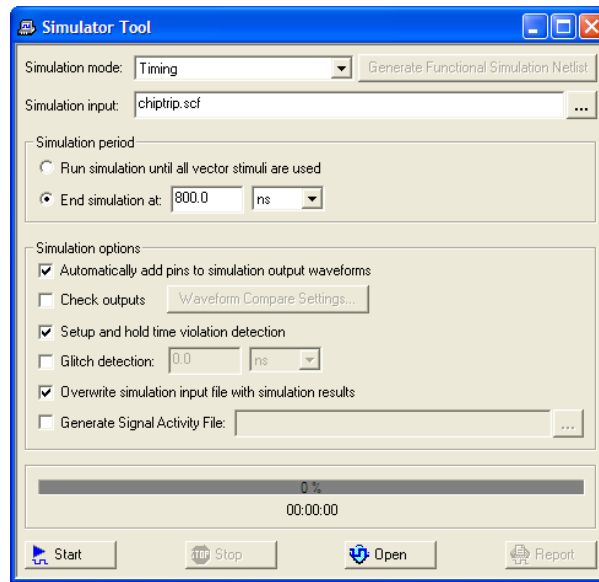 Simulator Tool
Simulation mode: Timing Generate Functional Simulation Netlist
Simulation input: chiptrip.scf ...
Simulation period
Run simulation until all vector stimuli are used
End simulation at: 800.0 ns
Simulation options
Automatically add pins to simulation output waveforms
Check outputs Waveform Compare Settings...
Setup and hold time violation detection
Glitch detection: 0.0 ns
Overwrite simulation input file with simulation results
Generate Signal Activity File: ...
0 %
00:00:00
Start STOP Stop Open Report